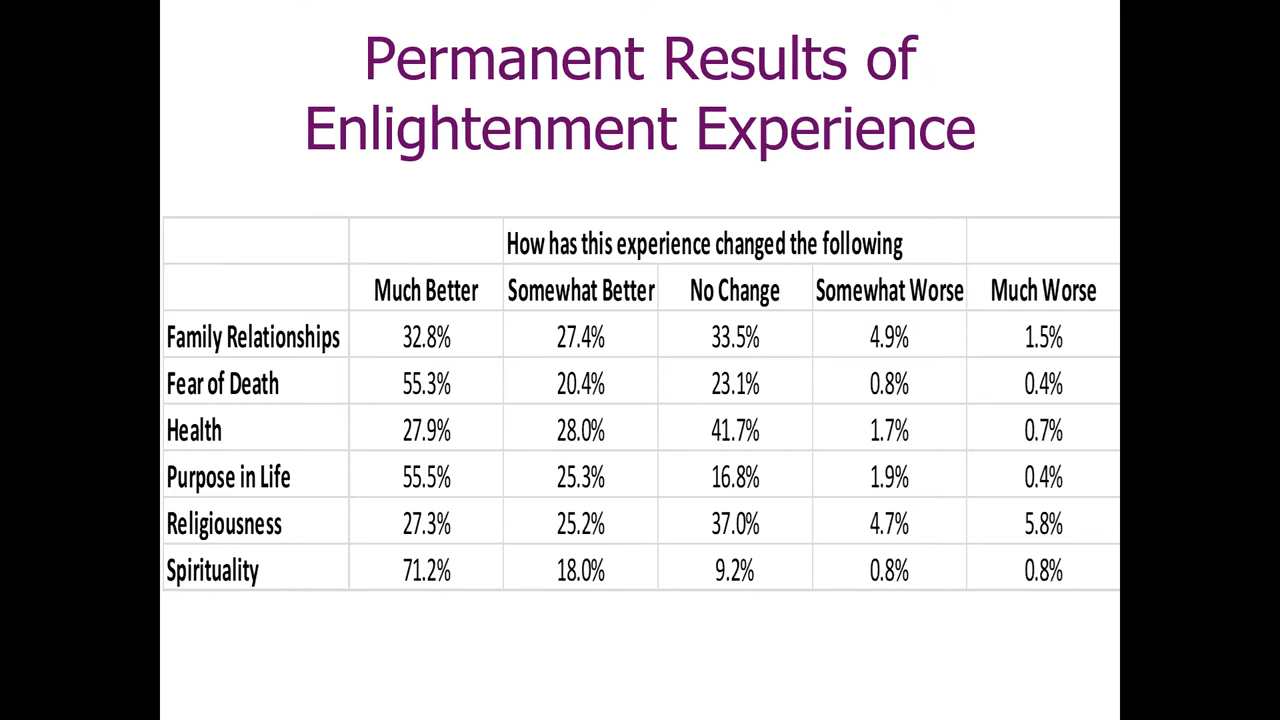 Permanent Results of
Enlightenment Experience
How has this experience changed the following
Much Better Somewhat Better No Change Somewhat Worse Much Worse
Family Relationships 32.8% 27.4% 33.5% 4.9% 1.5%
Fear of Death 55.3% 20.4% 23.1% 0.8% 0.4%
Health 27.9% 28.0% 41.7% 1.7% 0.7%
Purpose in Life 55.5% 25.3% 16.8% 1.9% 0.4%
Religiousness 27.3% 25.2% 37.0% 4.7% 5.8%
Spirituality 71.2% 18.0% 9.2% 0.8% 0.8%